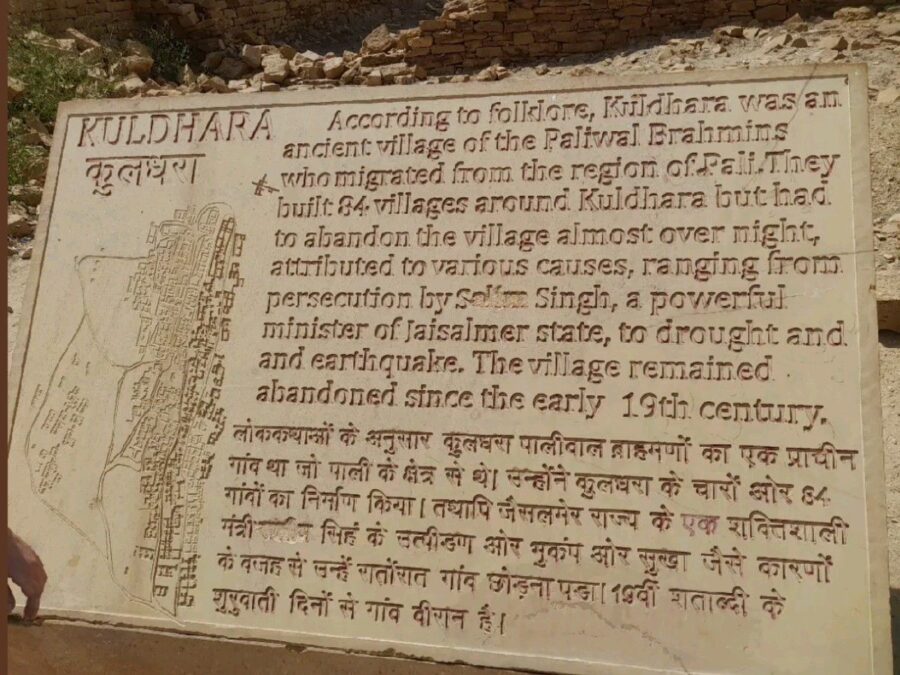 KULDHARA
कुलधरा
According to folklore, Kuldhara was an
ancient village of the Paliwal Brahmins
who migrated from the region of Pali. They
built 84 villages around Kuldhara but had
to abandon the village almost over night,
attributed to various causes, ranging from
persecution by Salim Singh, a powerful
minister of Jaisalmer state, to drought and
and earthquake. The village remained
abandoned since the early 19th century.
लोककथाओं के अनुसार कुलधरा पालीवाल ब्राहमणों का एक प्राचीन
गांव था जो पाली के क्षेत्र से थे। उन्होंने कुलधरा के चारों ओर 84
गांवों का निर्माण किया। तथापि जैसलमेर राज्य के एक शक्तिशाली
मंत्री सिहं के उत्पीडण ओर भुकंप ओर सुखा जैसे कारणों
के वजह से उन्हें रातोंरात गांव छोड़ना पडा। 19वीं शताब्दी के
शुरुवाती दिनों से गांव वीरान है।